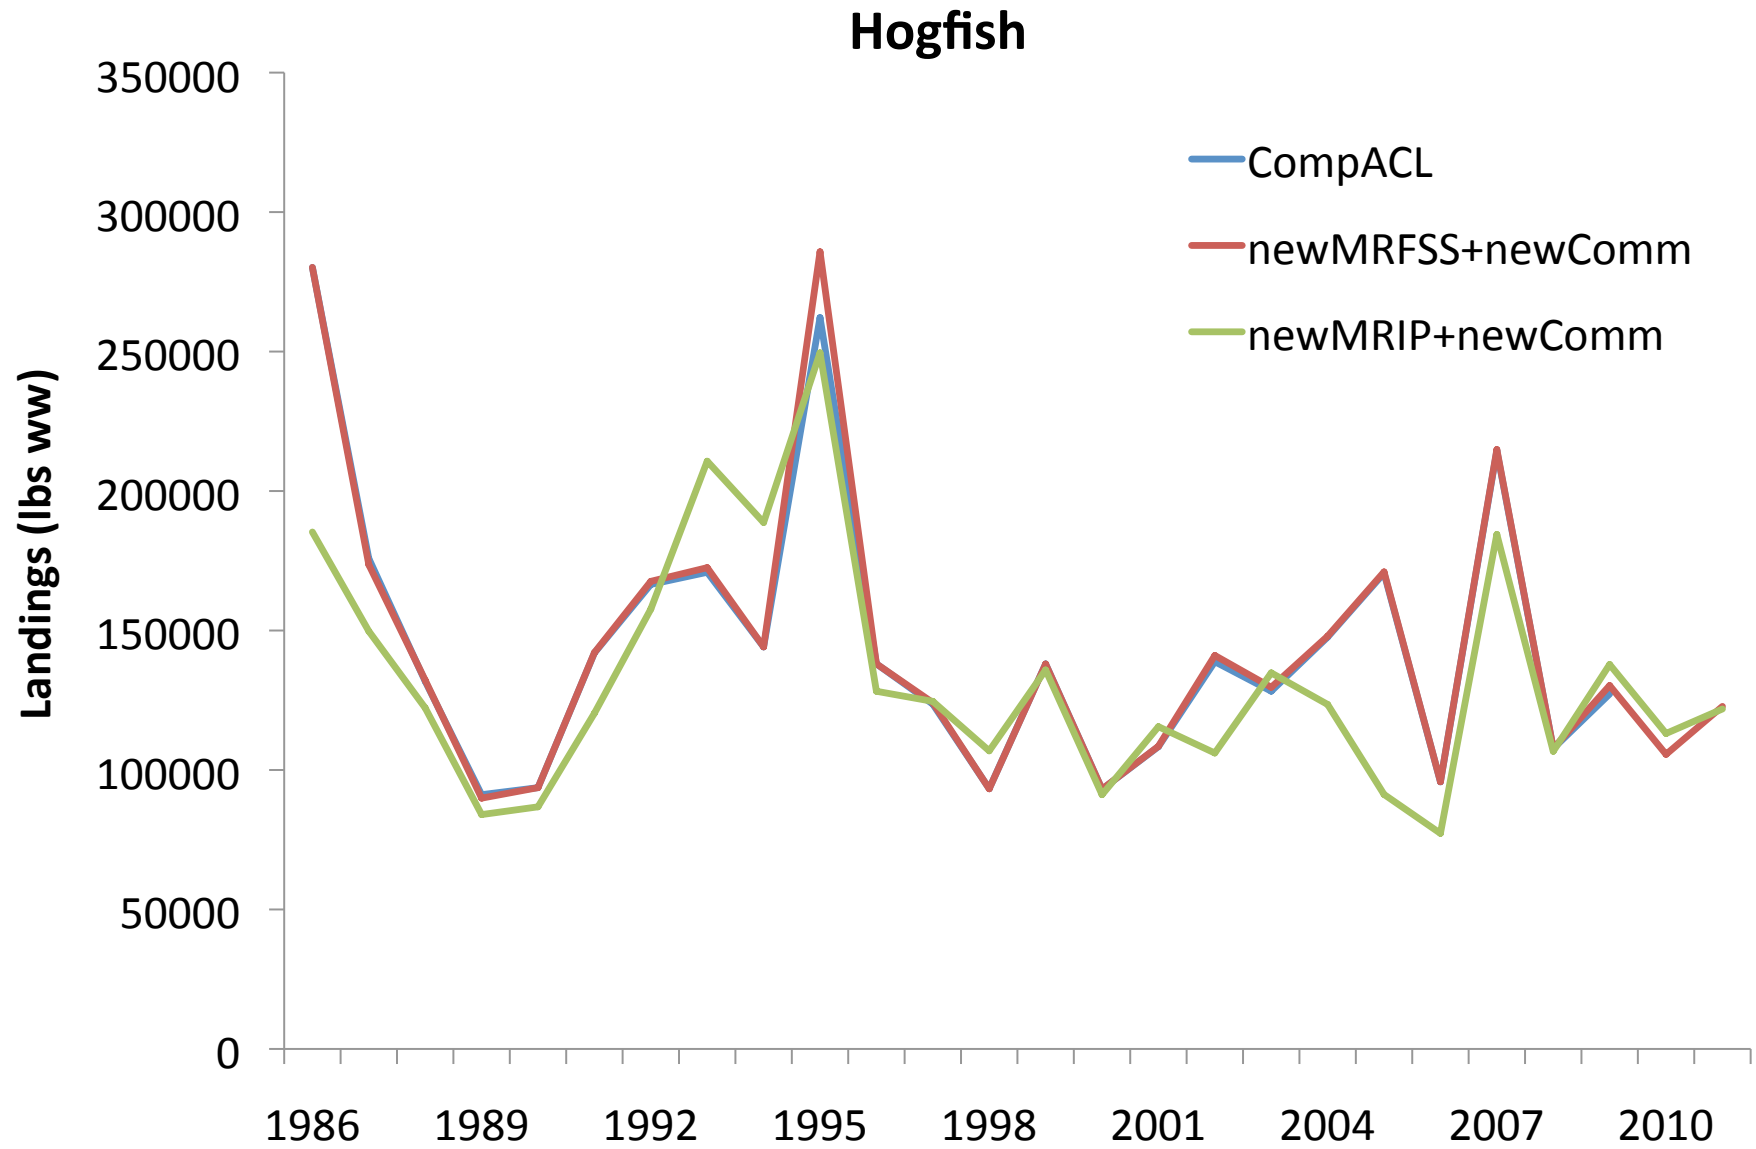 Hogfish
350000
300000
250000
200000
150000
100000
50000
0
Landings (lbs ww)
CompACL
newMRFSS+newComm
newMRIP+newComm
1986 1989 1992 1995 1998 2001 2004 2007 2010